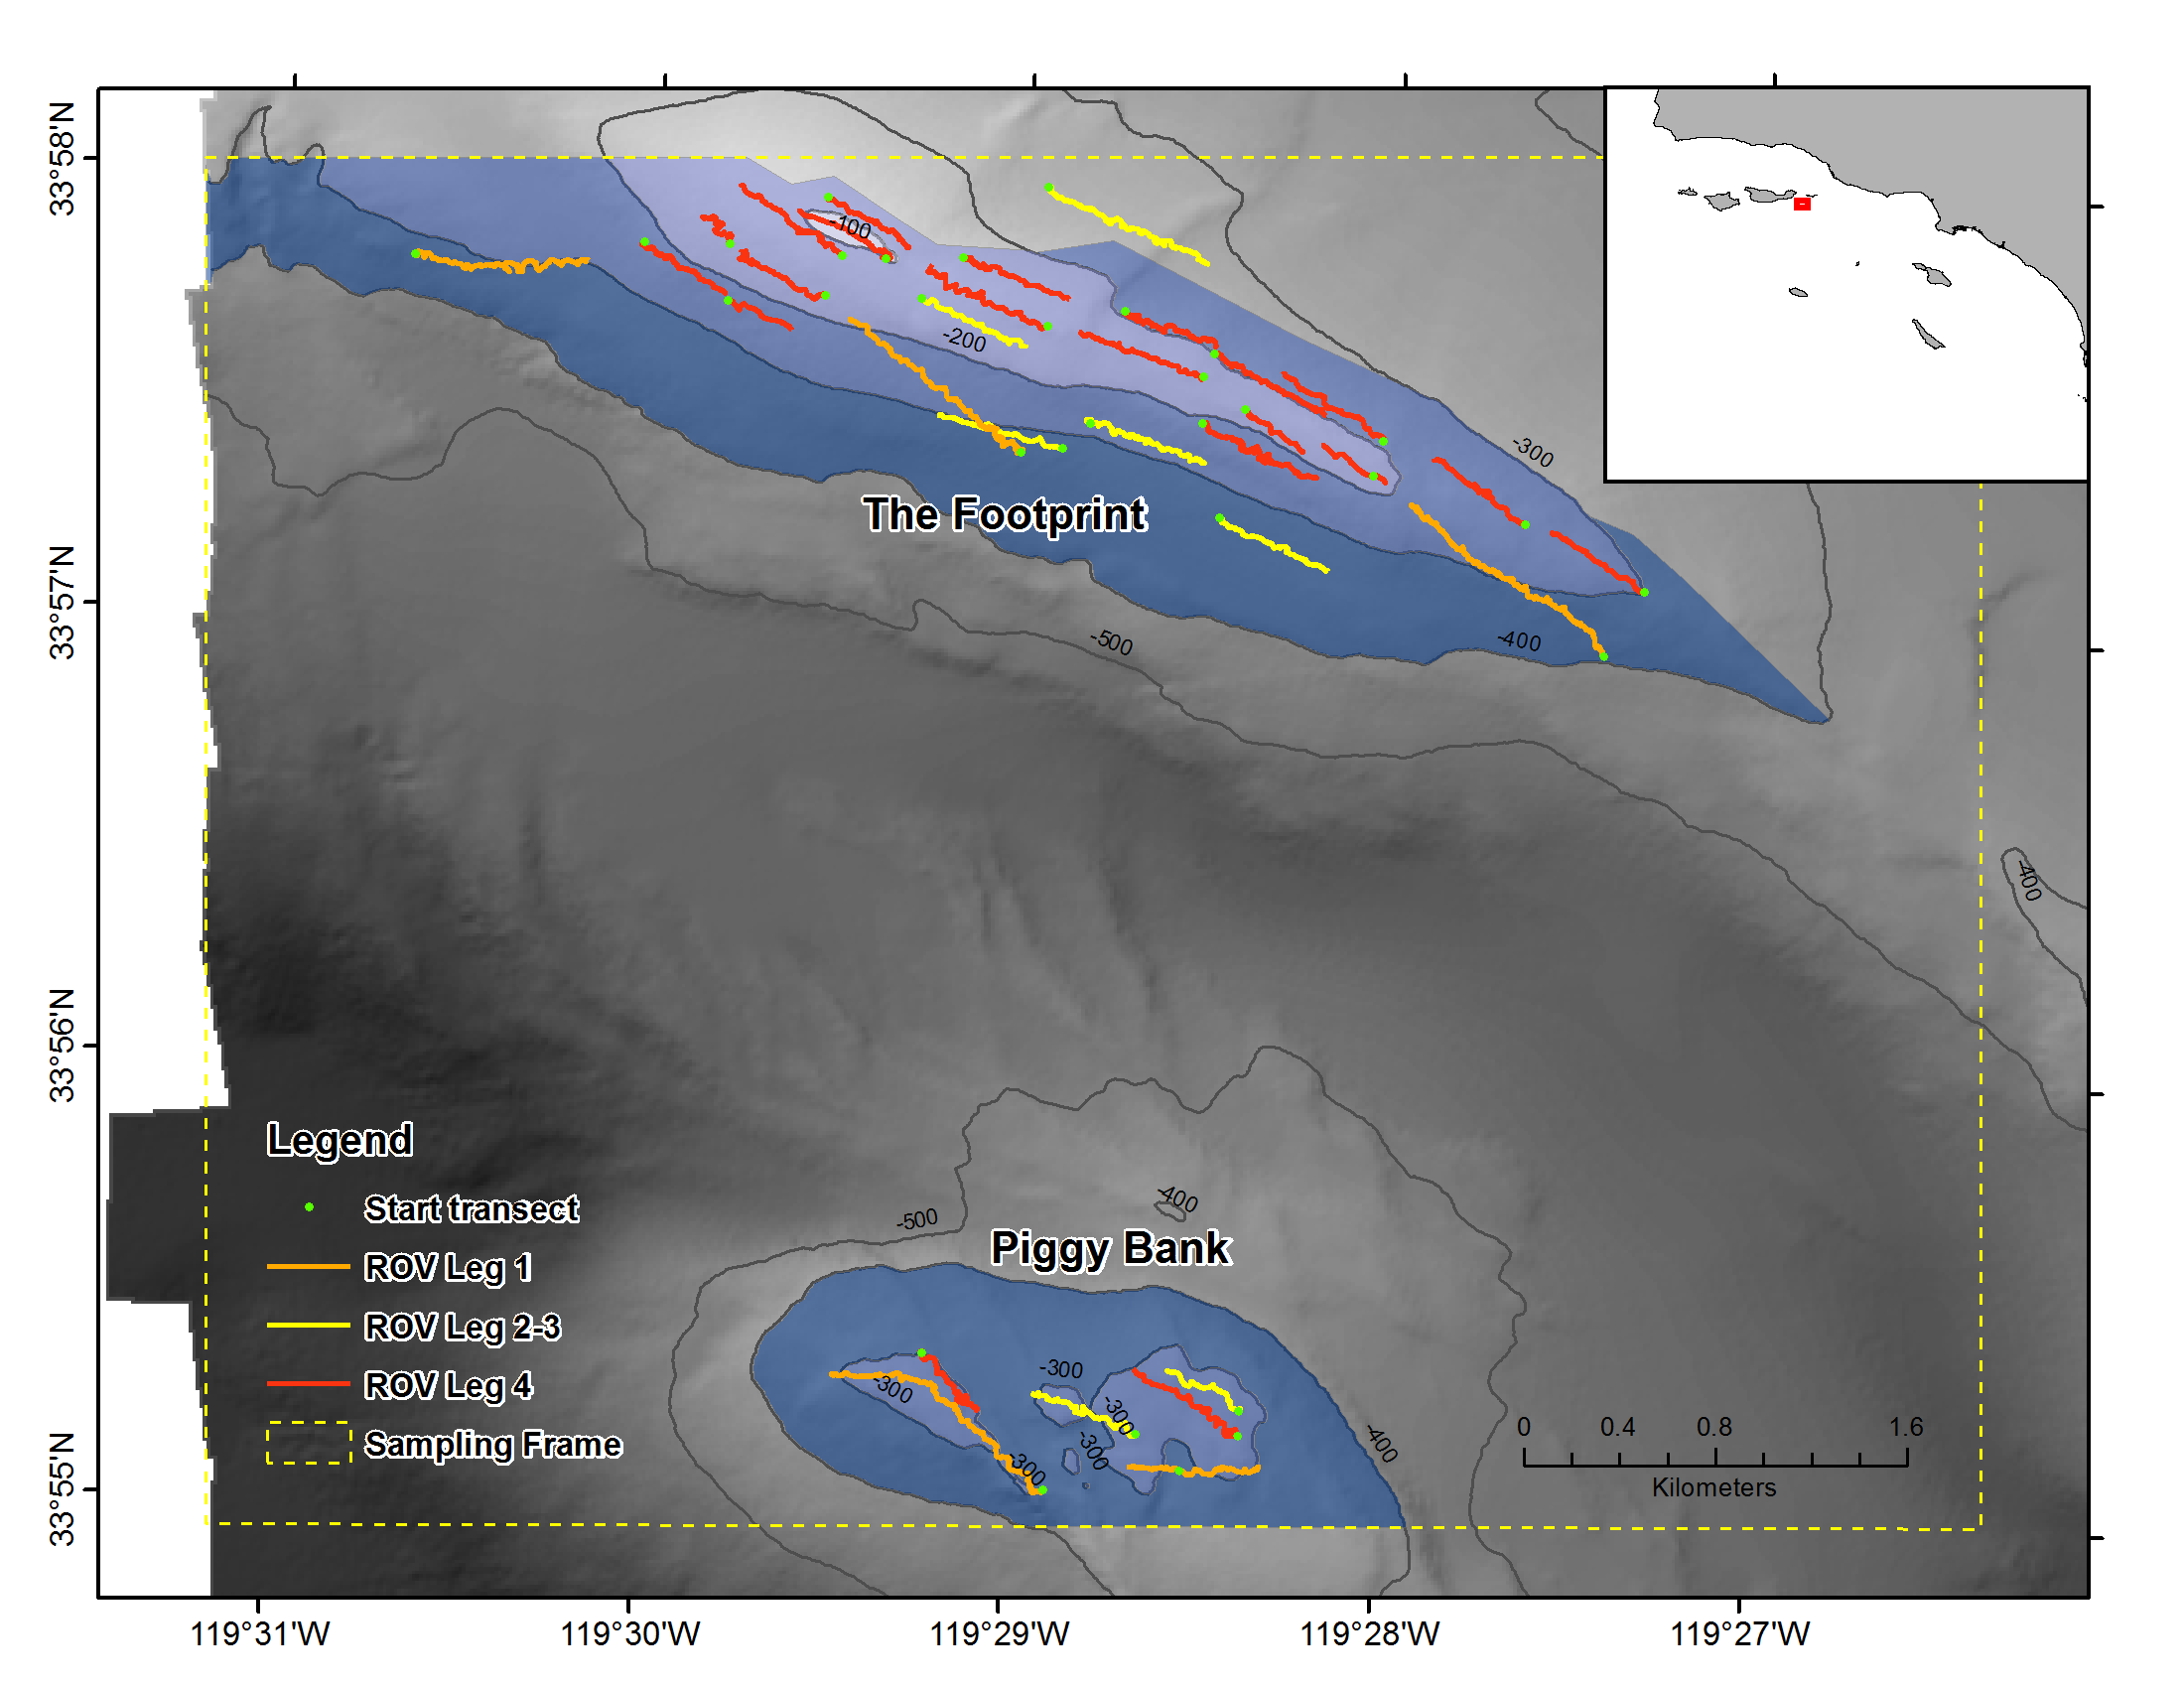 33°58'N
33°57'N
33°56'N
33°55'N
-100
-200
-300
The Footprint
-500
-400
-400
Legend
Start transect
ROV Leg 1
ROV Leg 2-3
ROV Leg 4
Sampling Frame
-400
-500
Piggy Bank
-300
-300
-300
-300
-300
-400
0 0.4 0.8 1.6
Kilometers
119°31'W 119°30'W 119°29'W 119°28'W 119°27'W